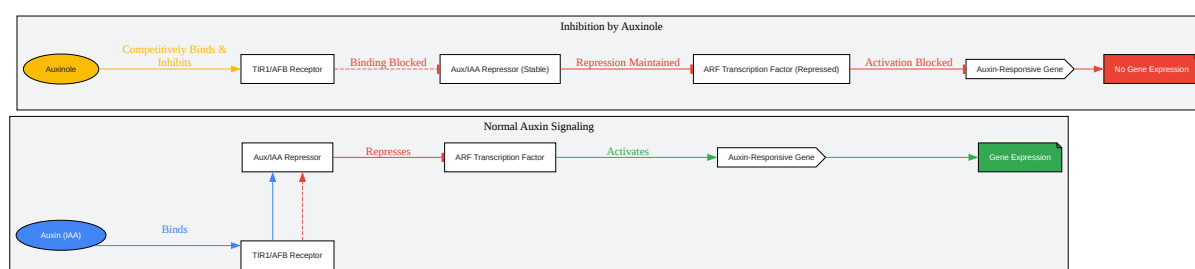 Inhibition by Auxinole
Competitively Binds &
Inhibits
Auxinole
TIR1/AFB Receptor
Binding Blocked
Aux/IAA Repressor (Stable)
Repression Maintained
ARF Transcription Factor (Repressed)
Activation Blocked
Auxin-Responsive Gene
No Gene Expression
Normal Auxin Signaling
Aux/IAA Repressor
Represses
ARF Transcription Factor
Activates
Auxin-Responsive Gene
Gene Expression
Auxin (IAA)
Binds
TIR1/AFB Receptor